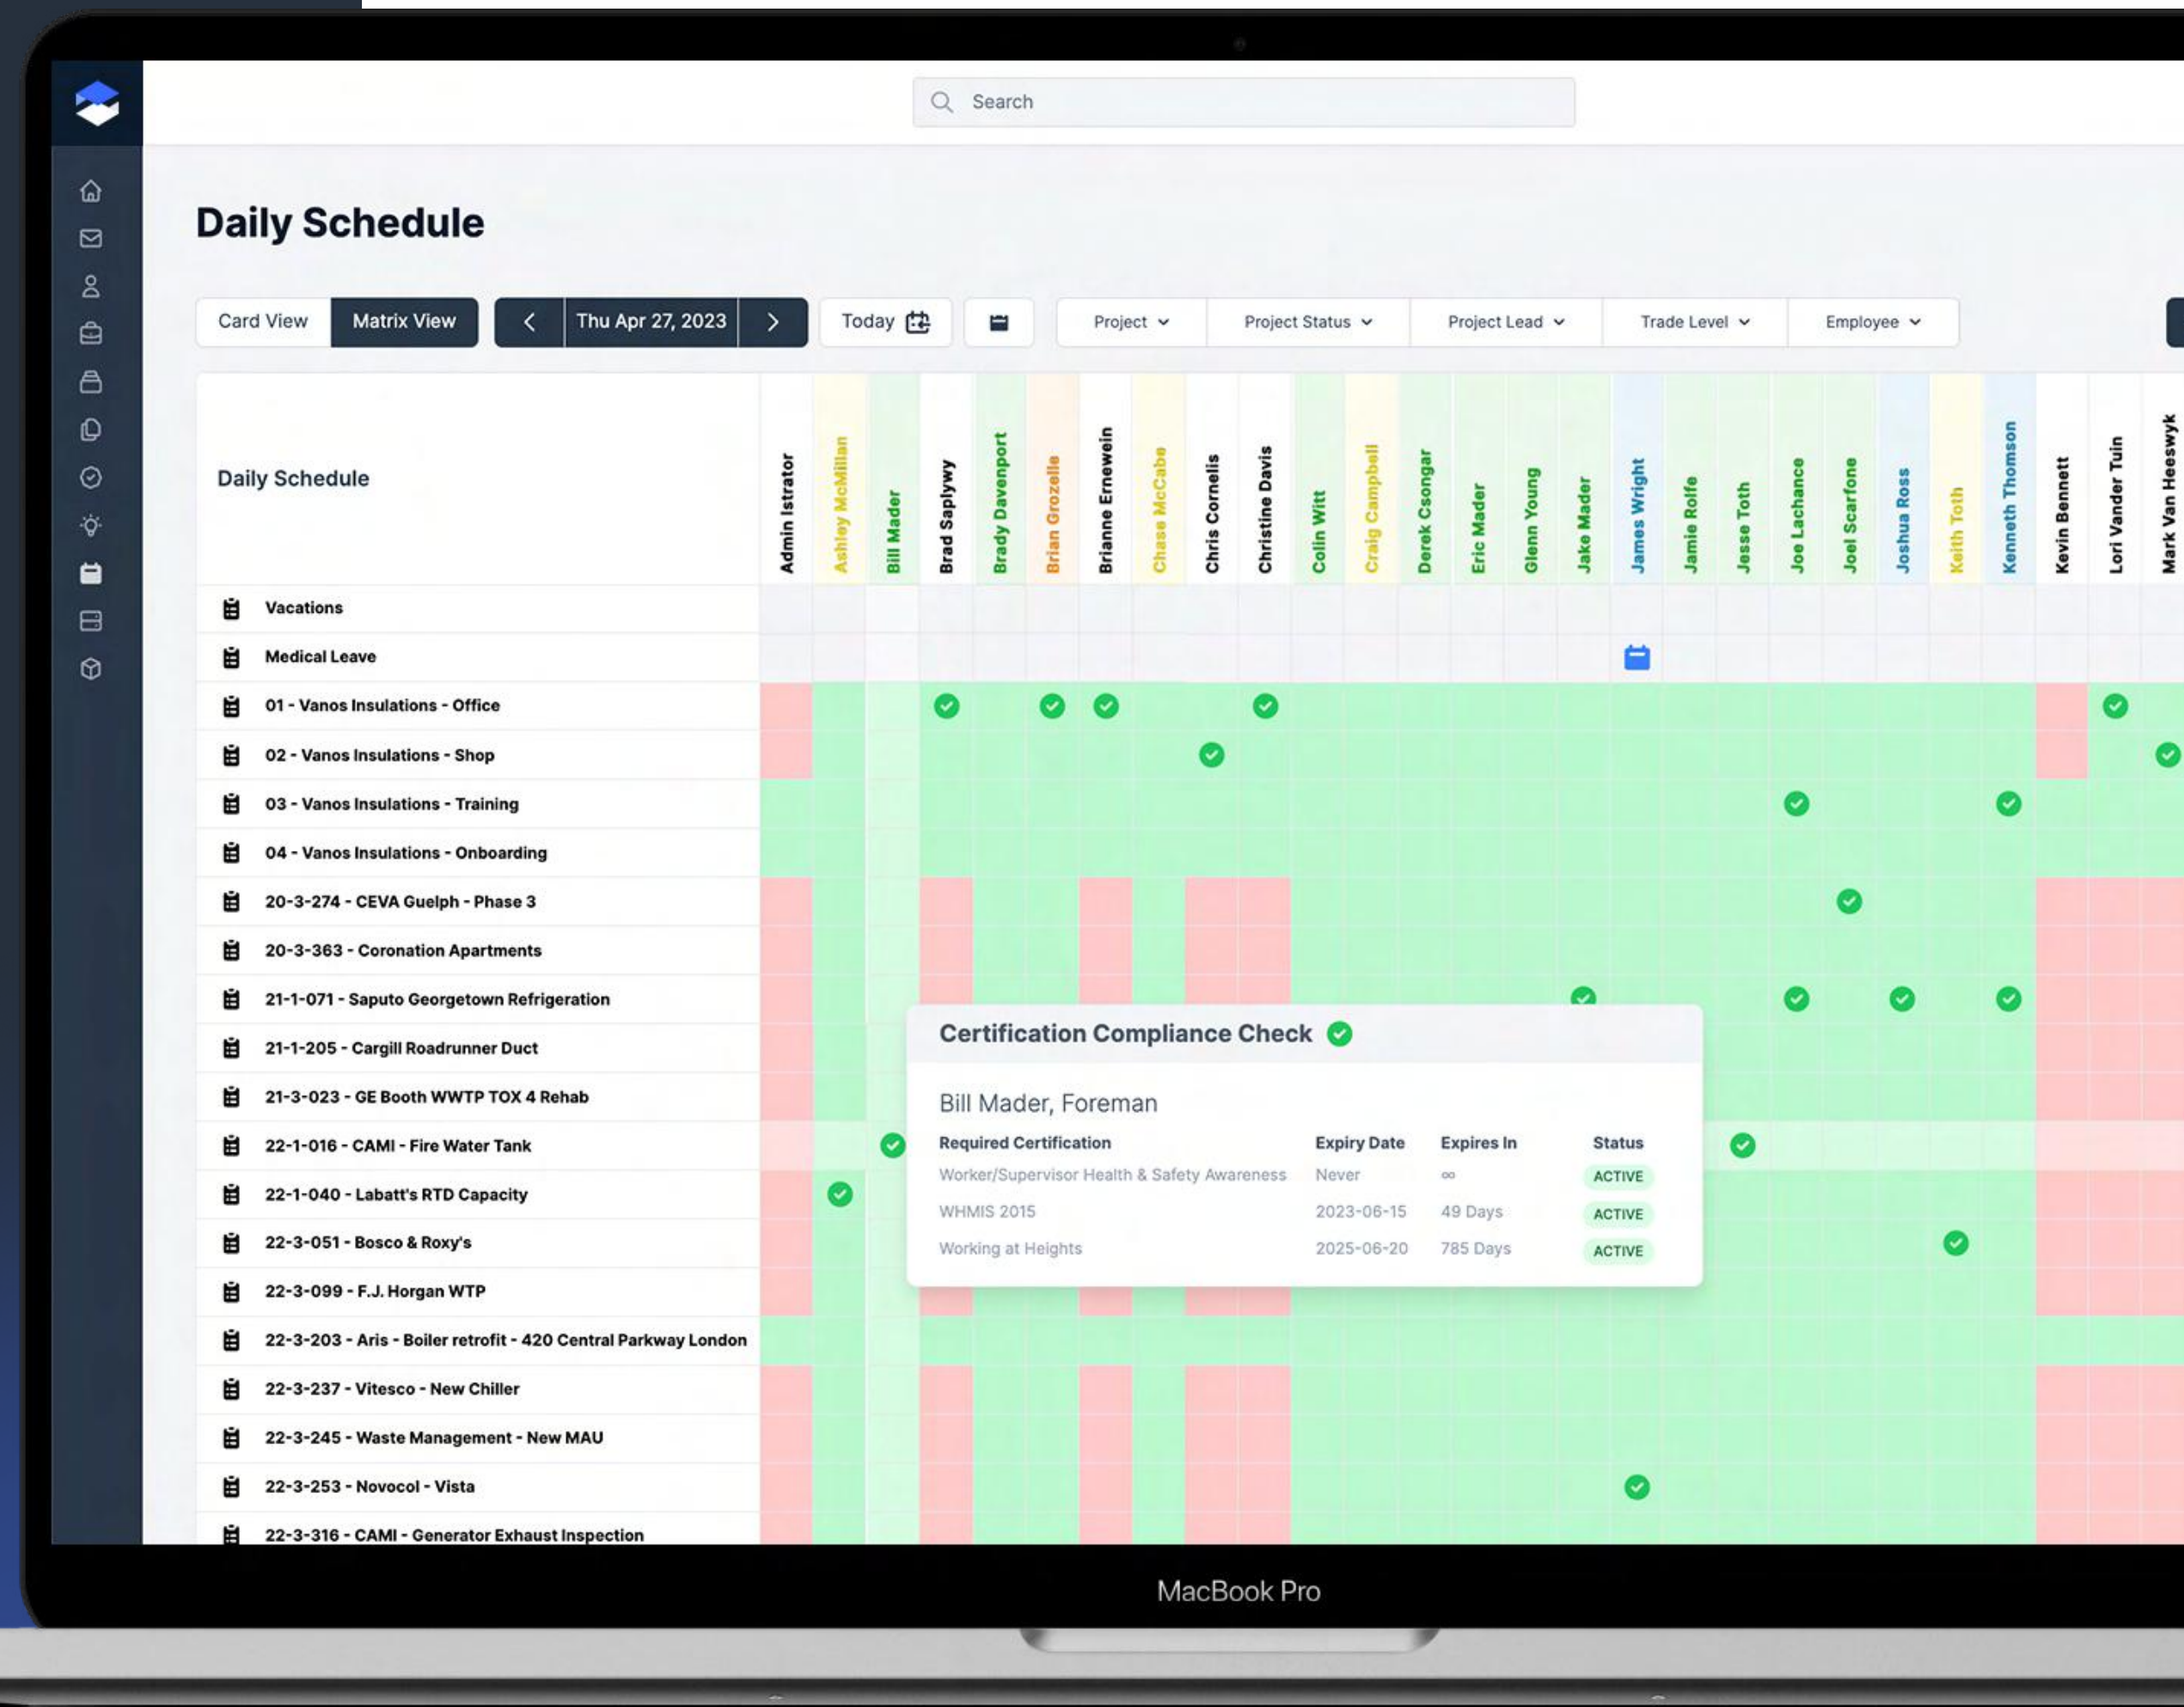 Search
Daily Schedule
Card View Matrix View Thu Apr 27, 2023 Today Project Project Status Project Lead Trade Level Employee
Daily Schedule
Admin Istrator
Ashley McMillan
Bill Mader
Brad Saplywy
Brady Davenport
Brian Grozelle
Brianne Ernewein
Chase McCabe
Chris Cornelis
Christine Davis
Colin Witt
Craig Campbell
Derek Csongar
Eric Mader
Glenn Young
Jake Mader
James Wright
Jamie Rolfe
Jesse Toth
Joe Lachance
Joel Scarfone
Joshua Ross
Keith Toth
Kenneth Thomson
Kevin Bennett
Lori Vander Tuin
Mark Van Heeswyk
Vacations
Medical Leave
01 - Vanos Insulations - Office
02 - Vanos Insulations - Shop
03 - Vanos Insulations - Training
04 - Vanos Insulations - Onboarding
20-3-274 - CEVA Guelph - Phase 3
20-3-363 - Coronation Apartments
21-1-071 - Saputo Georgetown Refrigeration
21-1-205 - Cargill Roadrunner Duct
21-3-023 - GE Booth WWTP TOX 4 Rehab
22-1-016 - CAMI - Fire Water Tank
22-1-040 - Labatt's RTD Capacity
22-3-051 - Bosco & Roxy's
22-3-099 - F.J. Horgan WTP
22-3-203 - Aris - Boiler retrofit - 420 Central Parkway London
22-3-237 - Vitesco - New Chiller
22-3-245 - Waste Management - New MAU
22-3-253 - Novocol - Vista
22-3-316 - CAMI - Generator Exhaust Inspection
Certification Compliance Check
Bill Mader, Foreman
Required Certification Expiry Date Expires In Status
Worker/Supervisor Health & Safety Awareness Never ∞ ACTIVE
WHMIS 2015 2023-06-15 49 Days ACTIVE
Working at Heights 2025-06-20 785 Days ACTIVE
MacBook Pro